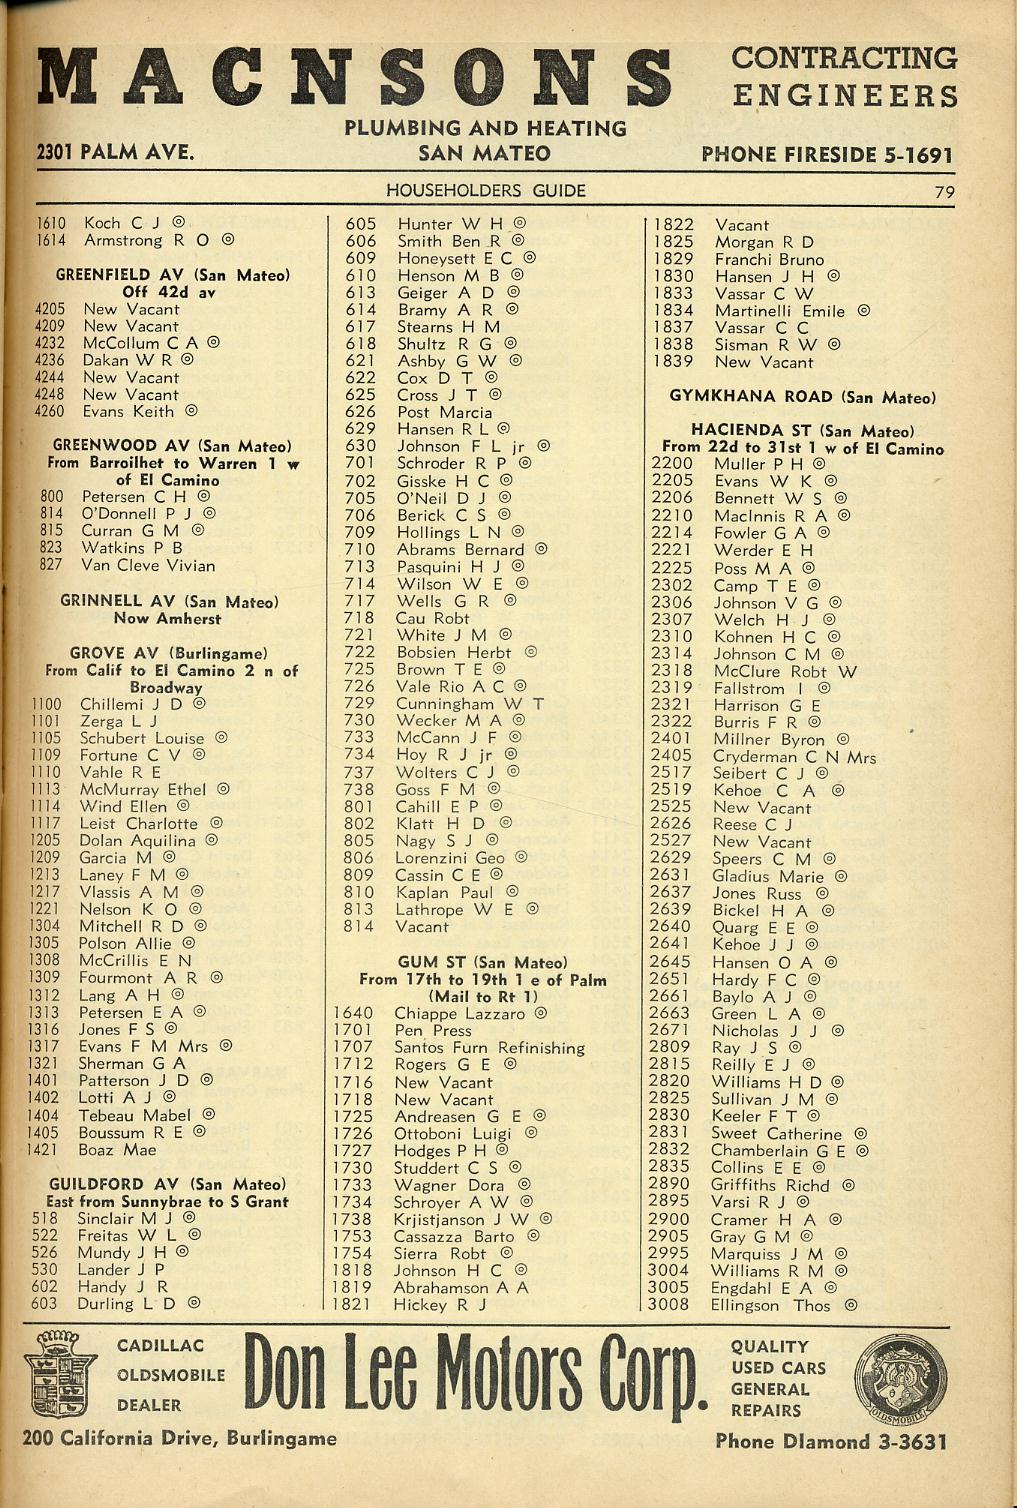 MACNSONS
CONTRACTING
ENGINEERS
PLUMBING AND HEATING
2301 PALM AVE.
SAN MATEO
PHONE FIRESIDE 5-1691
HOUSEHOLDERS GUIDE
79
1610 Koch C J ◎
1614 Armstrong R O ◎
GREENFIELD AV (San Mateo)
Off 42d av
4205 New Vacant
4209 New Vacant
4232 McCollum C A ◎
4236 Dakan W R ◎
4244 New Vacant
4248 New Vacant
4260 Evans Keith ◎
GREENWOOD AV (San Mateo)
From Barroilhet to Warren 1 w
of El Camino
800 Petersen C H ◎
814 O'Donnell P J ◎
815 Curran G M ◎
823 Watkins P B
827 Van Cleve Vivian
GRINNELL AV (San Mateo)
Now Amherst
GROVE AV (Burlingame)
From Calif to El Camino 2 n of
Broadway
1100 Chillemi J D ◎
1101 Zerga L J
1105 Schubert Louise ◎
1109 Fortune C V ◎
1110 Vahle R E
1113 McMurray Ethel ◎
1114 Wind Ellen ◎
1117 Leist Charlotte ◎
1205 Dolan Aquilina ◎
1209 Garcia M ◎
1213 Laney F M ◎
1217 Vlassis A M ◎
1221 Nelson K O ◎
1304 Mitchell R D ◎
1305 Polson Allie ◎
1308 McCrillis E N
1309 Fourmont A R ◎
1312 Lang A H ◎
1313 Petersen E A ◎
1316 Jones F S ◎
1317 Evans F M Mrs ◎
1321 Sherman G A
1401 Patterson J D ◎
1402 Lotti A J ◎
1404 Tebeau Mabel ◎
1405 Boussum R E ◎
1421 Boaz Mae
GUILDFORD AV (San Mateo)
East from Sunnybrae to S Grant
518 Sinclair M J ◎
522 Freitas W L ◎
526 Mundy J H ◎
530 Lander J P
602 Handy J R
603 Durling L D ◎
605 Hunter W H ◎
606 Smith Ben R ◎
609 Honeysett E C ◎
610 Henson M B ◎
613 Geiger A D ◎
614 Bramy A R ◎
617 Stearns H M
618 Shultz R G ◎
621 Ashby G W ◎
622 Cox D T ◎
625 Cross J T ◎
626 Post Marcia
629 Hansen R L ◎
630 Johnson F L jr ◎
701 Schroder R P ◎
702 Gisske H C ◎
705 O'Neil D J ◎
706 Berick C S ◎
709 Hollings L N ◎
710 Abrams Bernard ◎
713 Pasquini H J ◎
714 Wilson W E ◎
717 Wells G R ◎
718 Cau Robt
721 White J M ◎
722 Bobsien Herbt ◎
725 Brown T E ◎
726 Vale Rio A C ◎
729 Cunningham W T
730 Wecker M A ◎
733 McCann J F ◎
734 Hoy R J jr ◎
737 Wolters C J ◎
738 Goss F M ◎
801 Cahill E P ◎
802 Klatt H D ◎
805 Nagy S J ◎
806 Lorenzini Geo ◎
809 Cassin C E ◎
810 Kaplan Paul ◎
813 Lathrope W E ◎
814 Vacant
GUM ST (San Mateo)
From 17th to 19th 1 e of Palm
(Mail to Rt 1)
1640 Chiappe Lazzaro ◎
1701 Pen Press
1707 Santos Furn Refinishing
1712 Rogers G E ◎
1716 New Vacant
1718 New Vacant
1725 Andreasen G E ◎
1726 Ottoboni Luigi ◎
1727 Hodges P H ◎
1730 Studdert C S ◎
1733 Wagner Dora ◎
1734 Schroyer A W ◎
1738 Krjistjanson J W ◎
1753 Cassazza Barto ◎
1754 Sierra Robt ◎
1818 Johnson H C ◎
1819 Abrahamson A A
1821 Hickey R J
1822 Vacant
1825 Morgan R D
1829 Franchi Bruno
1830 Hansen J H ◎
1833 Vassar C W
1834 Martinelli Emile ◎
1837 Vassar C C
1838 Sisman R W ◎
1839 New Vacant
GYMKHANA ROAD (San Mateo)
HACIENDA ST (San Mateo)
From 22d to 31st 1 w of El Camino
2200 Muller P H ◎
2205 Evans W K ◎
2206 Bennett W S ◎
2210 MacInnis R A ◎
2214 Fowler G A ◎
2221 Werder E H
2225 Poss M A ◎
2302 Camp T E ◎
2306 Johnson V G ◎
2307 Welch H J ◎
2310 Kohnen H C ◎
2314 Johnson C M ◎
2318 McClure Robt W
2319 Fallstrom I ◎
2321 Harrison G E
2322 Burris F R ◎
2401 Millner Byron ◎
2405 Cryderman C N Mrs
2517 Seibert C J ◎
2519 Kehoe C A ◎
2525 New Vacant
2626 Reese C J
2527 New Vacant
2629 Speers C M ◎
2631 Gladius Marie ◎
2637 Jones Russ ◎
2639 Bickel H A ◎
2640 Quarg E E ◎
2641 Kehoe J J ◎
2645 Hansen O A ◎
2651 Hardy F C ◎
2661 Baylo A J ◎
2663 Green L A ◎
2671 Nicholas J J ◎
2809 Ray J S ◎
2815 Reilly E J ◎
2820 Williams H D ◎
2825 Sullivan J M ◎
2830 Keeler F T ◎
2831 Sweet Catherine ◎
2832 Chamberlain G E ◎
2835 Collins E E ◎
2890 Griffiths Richd ◎
2895 Varsi R J ◎
2900 Cramer H A ◎
2905 Gray G M ◎
2995 Marquiss J M ◎
3004 Williams R M ◎
3005 Engdahl E A ◎
3008 Ellingson Thos ◎
CADILLAC
OLDSMOBILE
DEALER
Don Lee Motors Corp.
QUALITY
USED CARS
GENERAL
REPAIRS
OLDSMOBILE
200 California Drive, Burlingame
Phone DIamond 3-3631